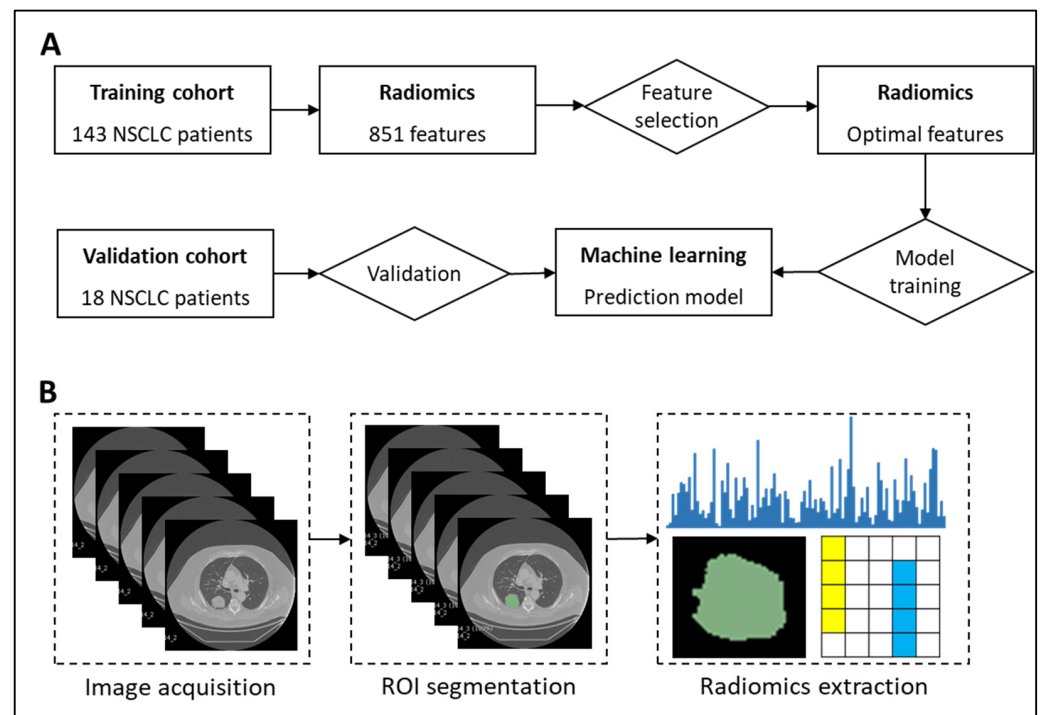 A
Training cohort
143 NSCLC patients
Radiomics
851 features
Feature
selection
Radiomics
Optimal features
Validation cohort
18 NSCLC patients
Validation
Machine learning
Prediction model
Model
training
B
Image acquisition
ROI segmentation
Radiomics extraction